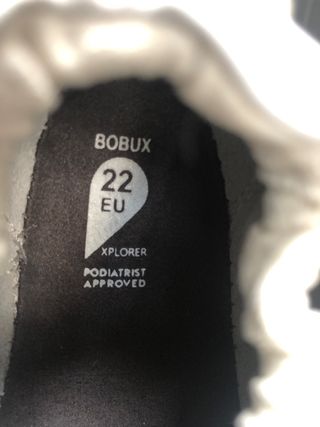 BOBUX
22
EU
XPLORER
PODIATRIST
APPROVED